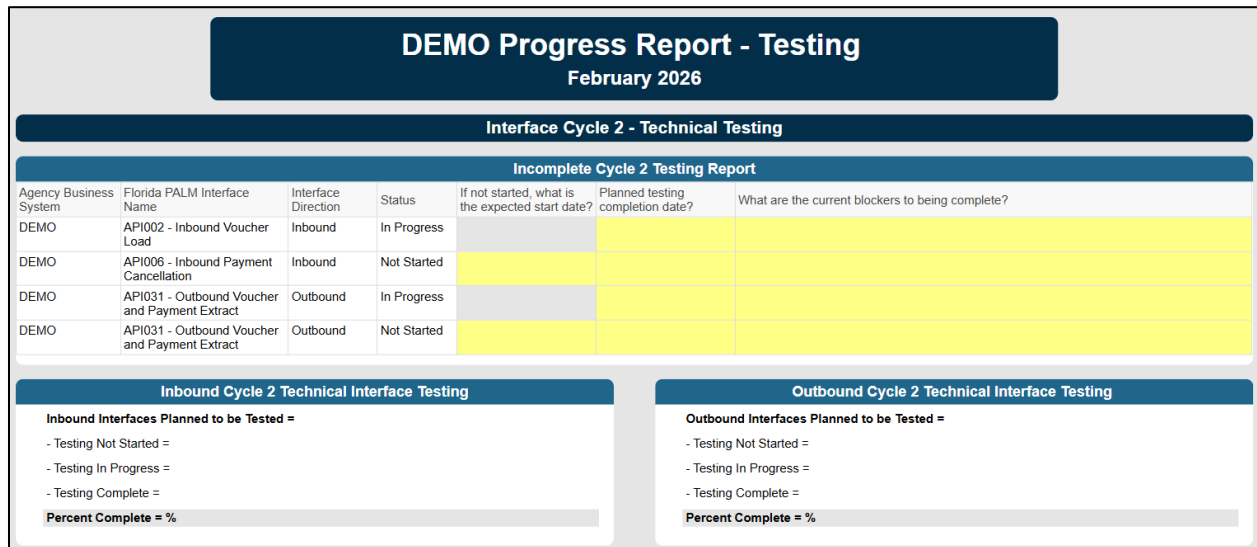 DEMO Progress Report - Testing
February 2026
Interface Cycle 2 - Technical Testing
Incomplete Cycle 2 Testing Report
Agency Business System Florida PALM Interface Name Interface Direction Status If not started, what is the expected start date? Planned testing completion date? What are the current blockers to being complete?
DEMO API002 - Inbound Voucher Load Inbound In Progress
DEMO API006 - Inbound Payment Cancellation Inbound Not Started
DEMO API031 - Outbound Voucher and Payment Extract Outbound In Progress
DEMO API031 - Outbound Voucher and Payment Extract Outbound Not Started
Inbound Cycle 2 Technical Interface Testing
Inbound Interfaces Planned to be Tested =
- Testing Not Started =
- Testing In Progress =
- Testing Complete =
Percent Complete = %
Outbound Cycle 2 Technical Interface Testing
Outbound Interfaces Planned to be Tested =
- Testing Not Started =
- Testing In Progress =
- Testing Complete =
Percent Complete = %